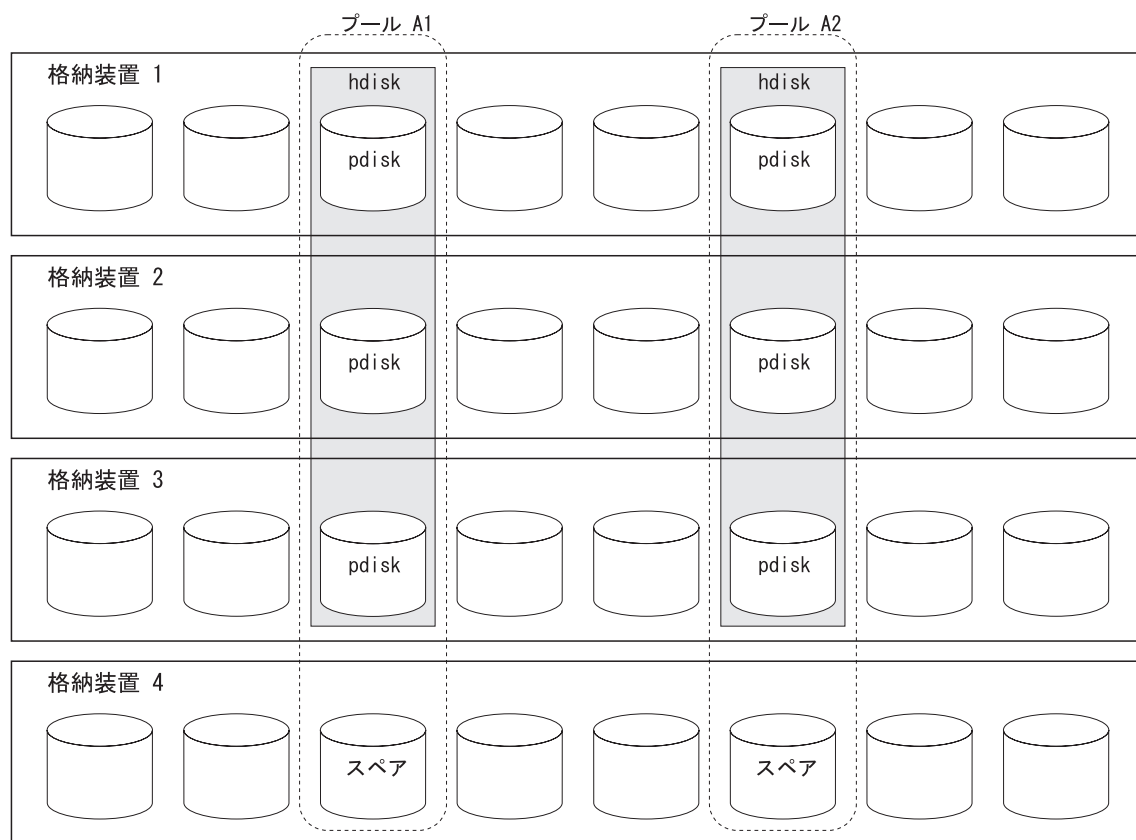 プール A1
プール A2
格納装置 1
hdisk
hdisk
pdisk
pdisk
格納装置 2
pdisk
pdisk
格納装置 3
pdisk
pdisk
格納装置 4
スペア
スペア